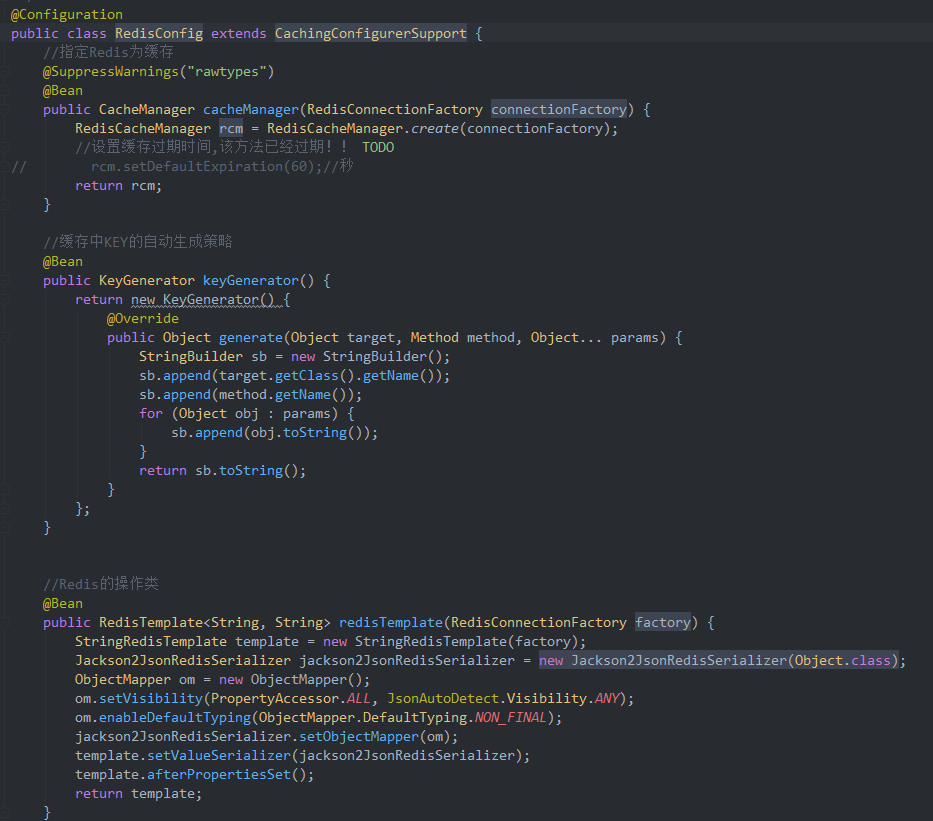 @Configuration
public class RedisConfig extends CachingConfigurerSupport {
    //指定Redis为缓存
    @SuppressWarnings("rawtypes")
    @Bean
    public CacheManager cacheManager(RedisConnectionFactory connectionFactory) {
        RedisCacheManager rcm = RedisCacheManager.create(connectionFactory);
        //设置缓存过期时间,该方法已经过期!! TODO
//        rcm.setDefaultExpiration(60);//秒
        return rcm;
    }
    //缓存中KEY的自动生成策略
    @Bean
    public KeyGenerator keyGenerator() {
        return new KeyGenerator() {
            @Override
            public Object generate(Object target, Method method, Object... params) {
                StringBuilder sb = new StringBuilder();
                sb.append(target.getClass().getName());
                sb.append(method.getName());
                for (Object obj : params) {
                    sb.append(obj.toString());
                }
                return sb.toString();
            }
        };
    }
    //Redis的操作类
    @Bean
    public RedisTemplate<String, String> redisTemplate(RedisConnectionFactory factory) {
        StringRedisTemplate template = new StringRedisTemplate(factory);
        Jackson2JsonRedisSerializer jackson2JsonRedisSerializer = new Jackson2JsonRedisSerializer(Object.class);
        ObjectMapper om = new ObjectMapper();
        om.setVisibility(PropertyAccessor.ALL, JsonAutoDetect.Visibility.ANY);
        om.enableDefaultTyping(ObjectMapper.DefaultTyping.NON_FINAL);
        jackson2JsonRedisSerializer.setObjectMapper(om);
        template.setValueSerializer(jackson2JsonRedisSerializer);
        template.afterPropertiesSet();
        return template;
    }